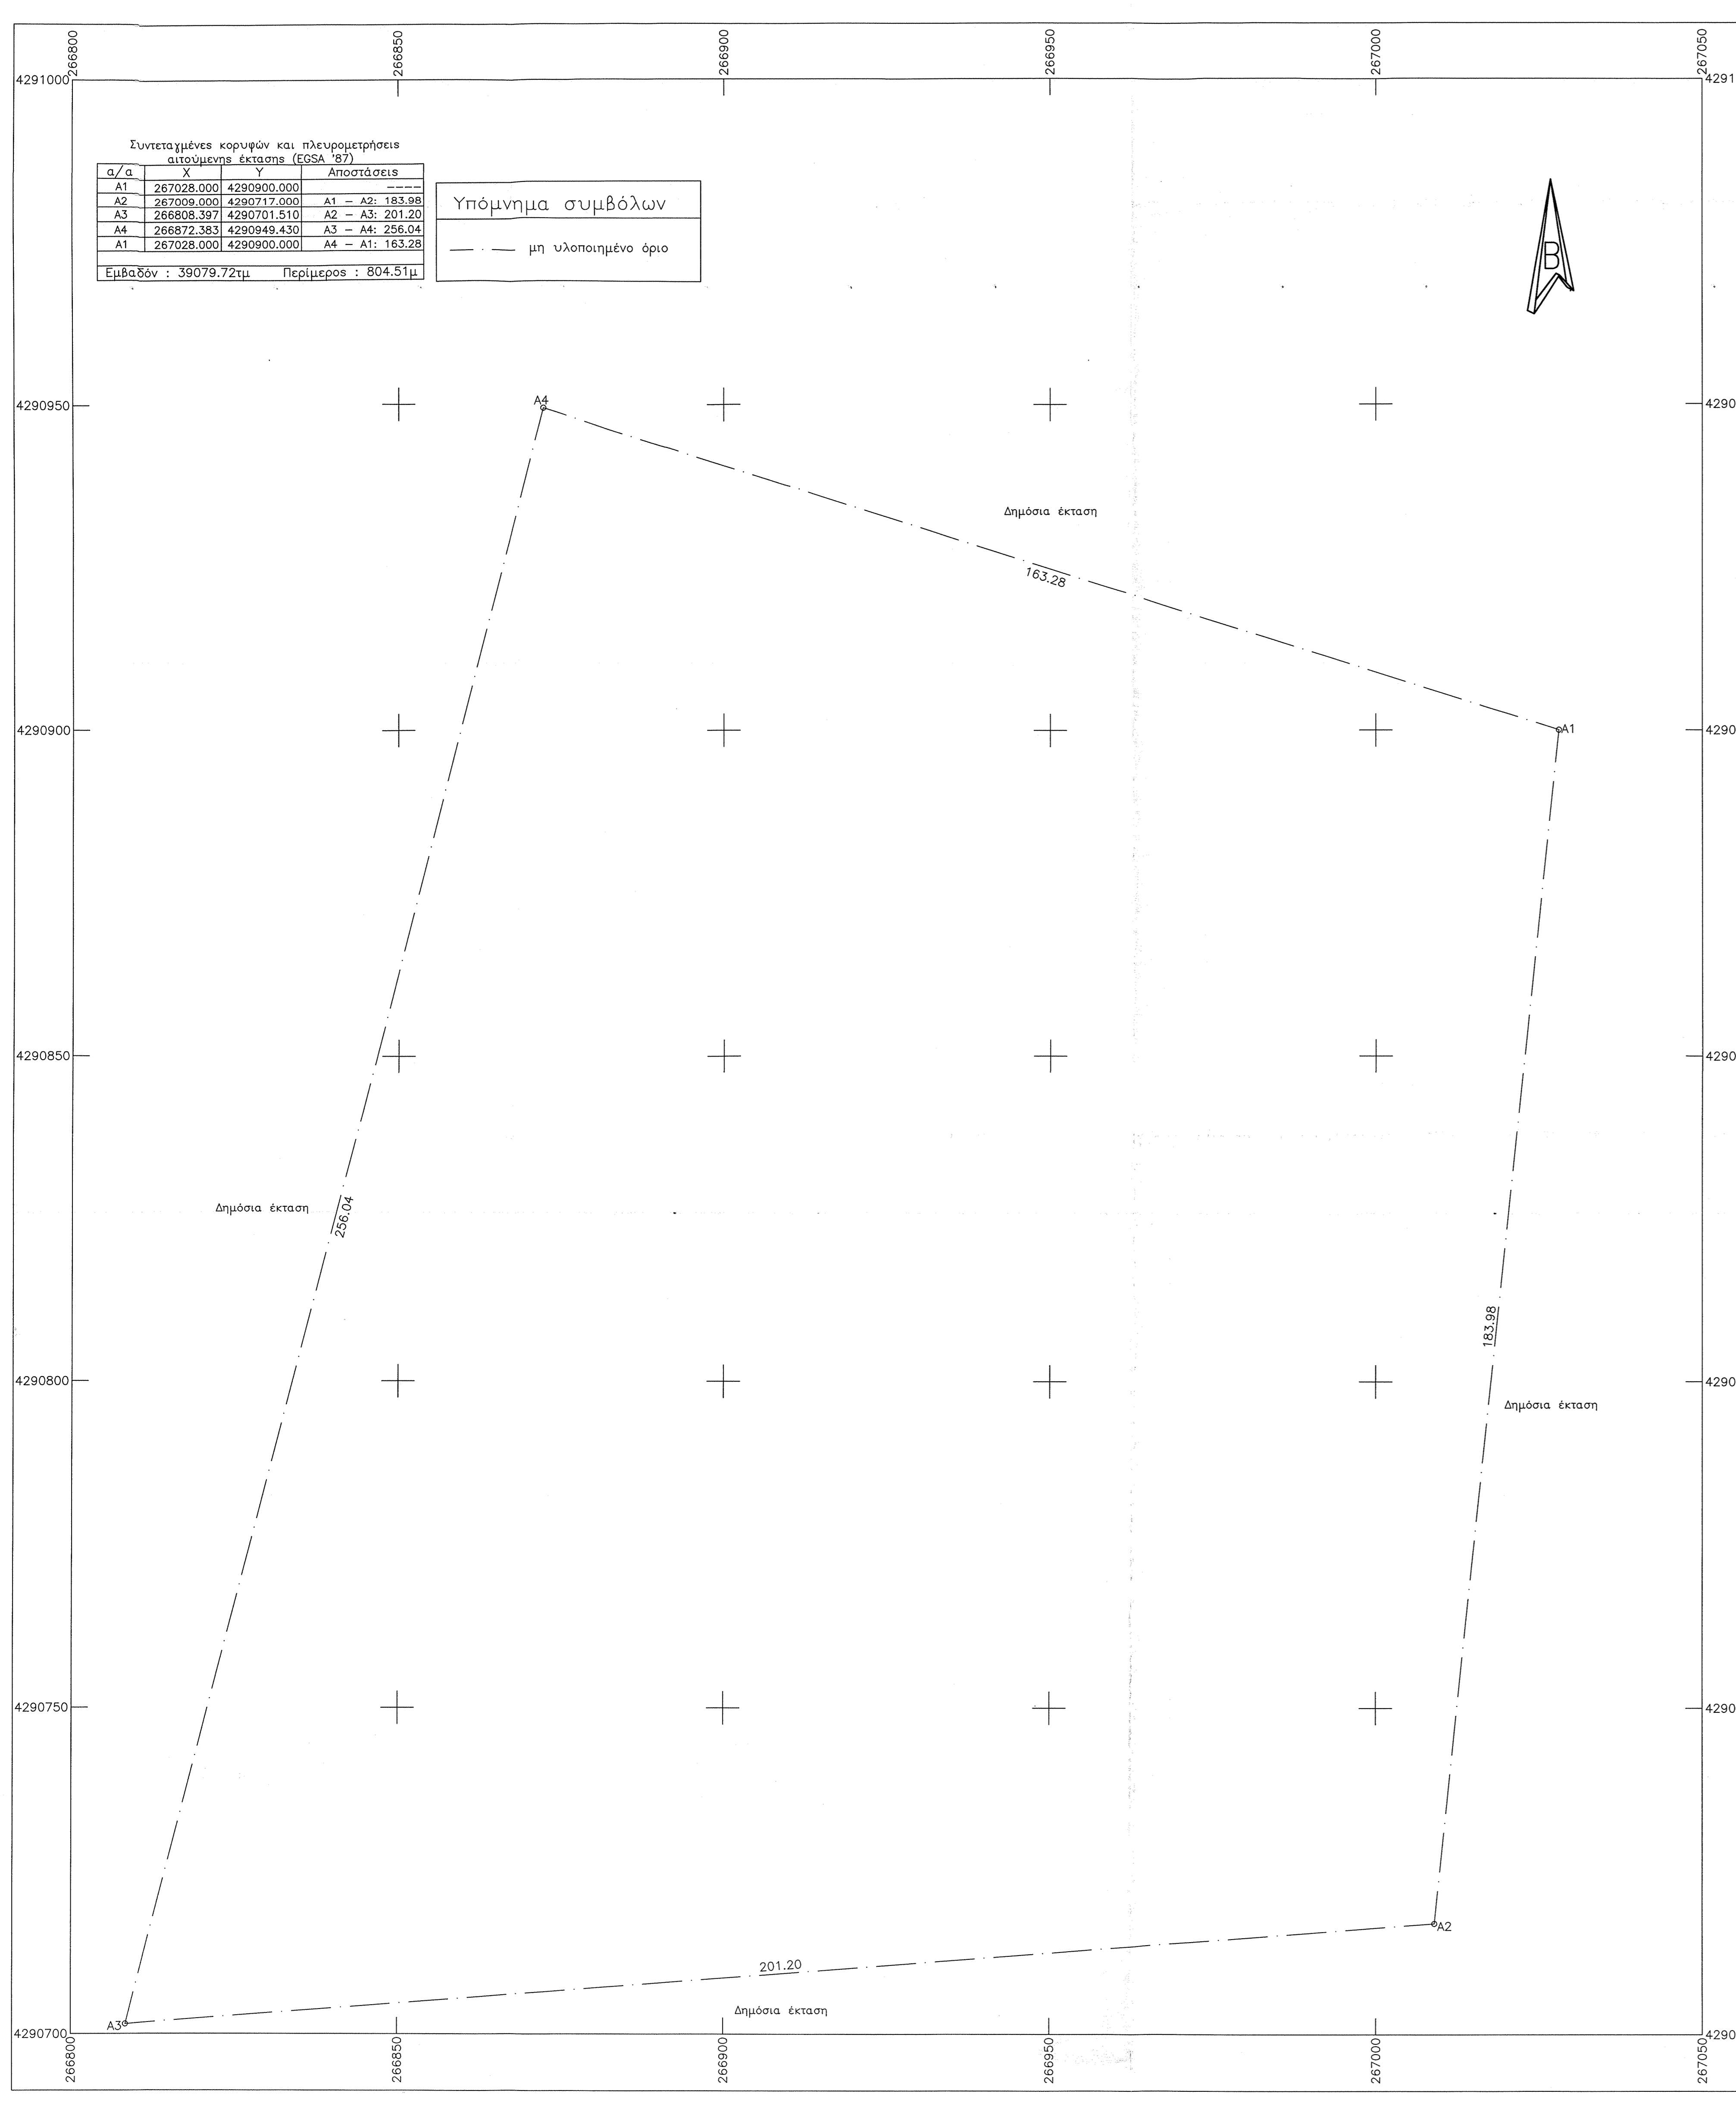 266800
266850
266900
266950
267000
267050
4291000
4291
Συντεταγμένες κορυφών και πλευρομετρήσεις
αιτούμενης έκτασης (EGSA '87)
α/α X Y Αποστάσεις
A1 267028.000 4290900.000 ----
A2 267009.000 4290717.000 A1 - A2: 183.98
A3 266808.397 4290701.510 A2 - A3: 201.20
A4 266872.383 4290949.430 A3 - A4: 256.04
A1 267028.000 4290900.000 A4 - A1: 163.28
Εμβαδόν : 39079.72τμ Περίμερος : 804.51μ
Υπόμνημα συμβόλων
μη υλοποιημένο όριο
B
4290950
A4
4290
Δημόσια έκταση
163.28
4290900
A1
4290
4290850
4290
Δημόσια έκταση
256.04
183.98
4290800
4290
Δημόσια έκταση
4290750
4290
A2
201.20
Δημόσια έκταση
A3
4290700
4290
266800
266850
266900
266950
267000
267050